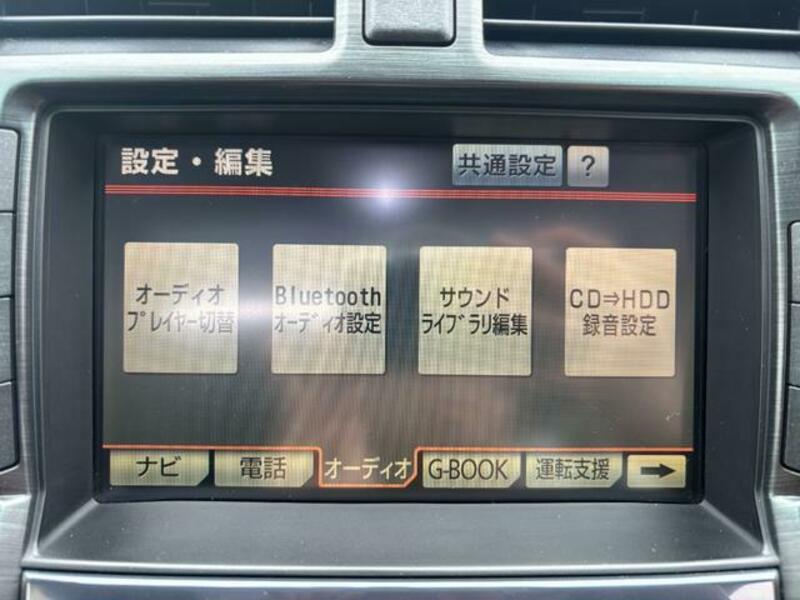 設定・編集
共通設定
?
オーディオ
プレイヤー切替
Bluetooth
オーディオ設定
サウンド
ライブラリ編集
CD⇒HDD
録音設定
ナビ
電話
オーディオ
G-BOOK
運転支援
➡